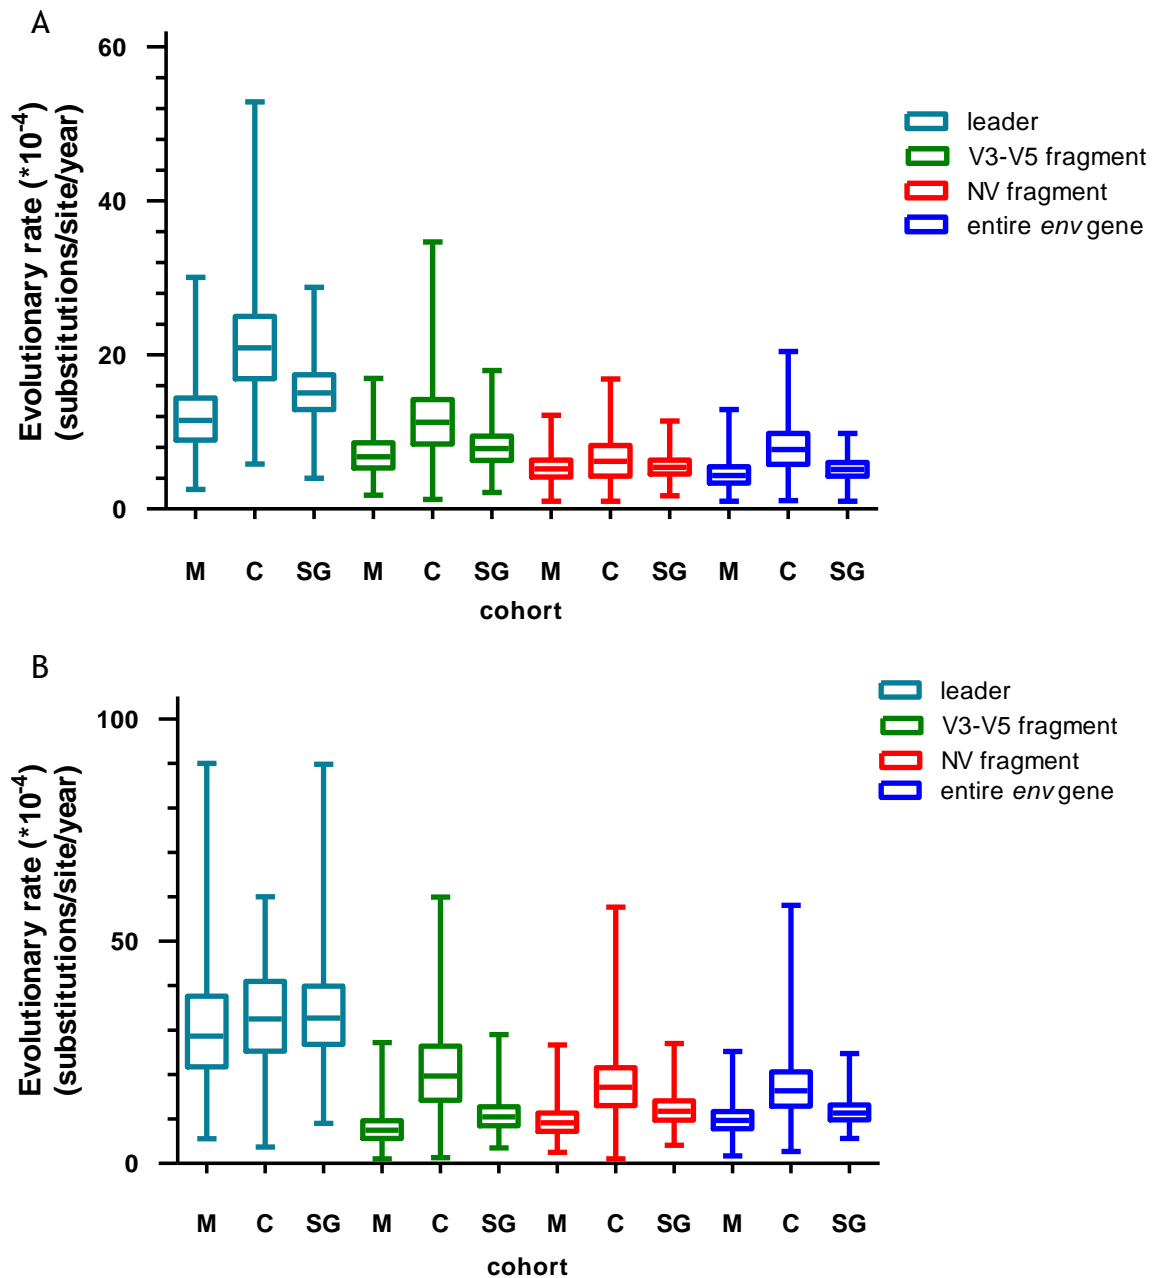 A
60
40
20
0
Evolutionary rate (*10-4)
(substitutions/site/year)
leader
V3-V5 fragment
NV fragment
entire env gene
M C SG M C SG M C SG M C SG
cohort
B
100
50
0
Evolutionary rate (*10-4)
(substitutions/site/year)
leader
V3-V5 fragment
NV fragment
entire env gene
M C SG M C SG M C SG M C SG
cohort